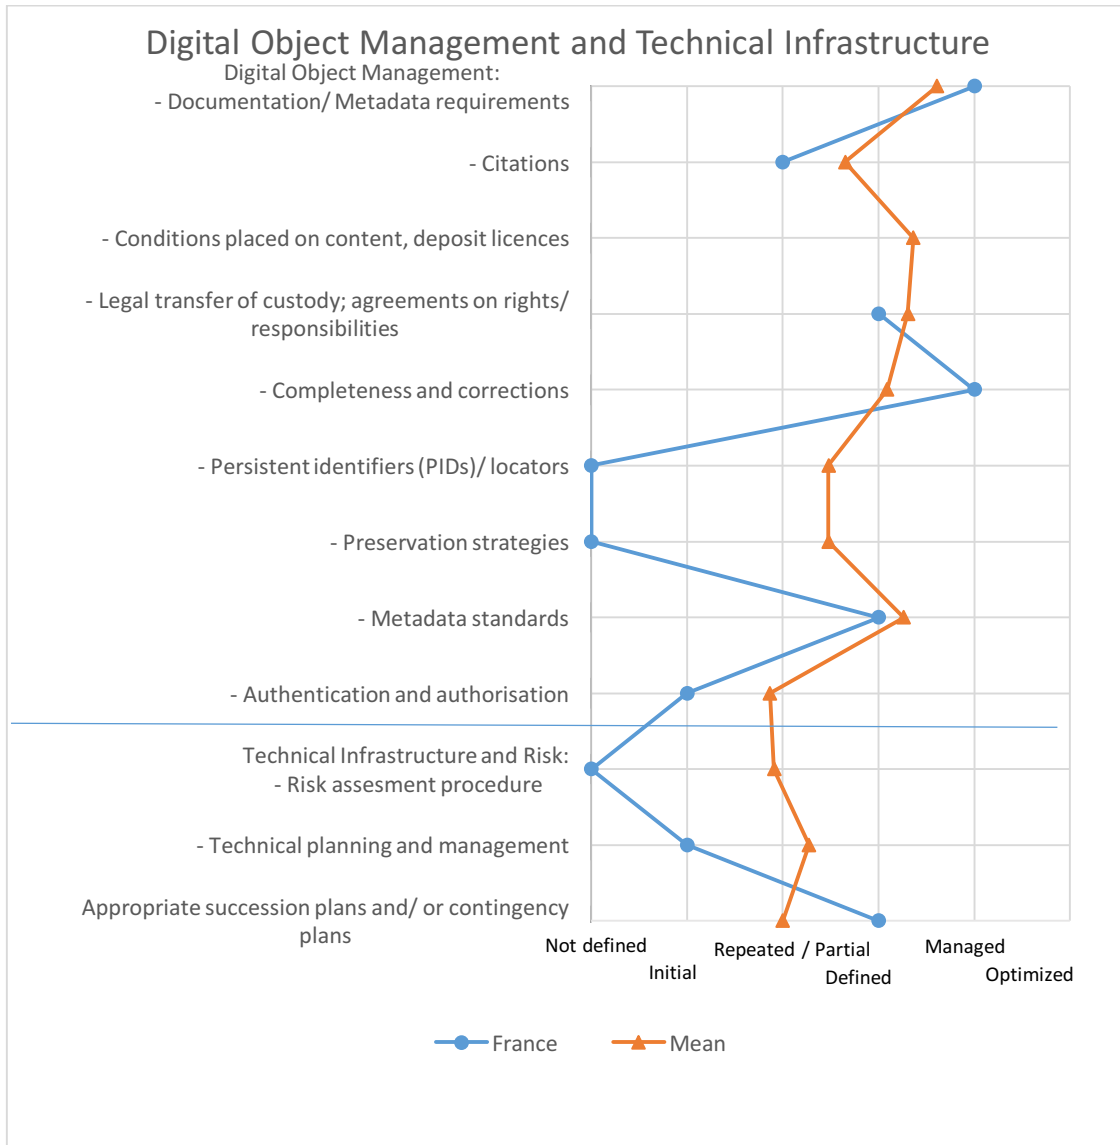 Digital Object Management and Technical Infrastructure
Digital Object Management:
- Documentation/ Metadata requirements
- Citations
- Conditions placed on content, deposit licences
- Legal transfer of custody; agreements on rights/
responsibilities
- Completeness and corrections
- Persistent identifiers (PIDs)/ locators
- Preservation strategies
- Metadata standards
- Authentication and authorisation
Technical Infrastructure and Risk:
- Risk assesment procedure
- Technical planning and management
Appropriate succession plans and/ or contingency
plans
Not defined
Initial
Repeated / Partial
Defined
Managed
Optimized
France
Mean